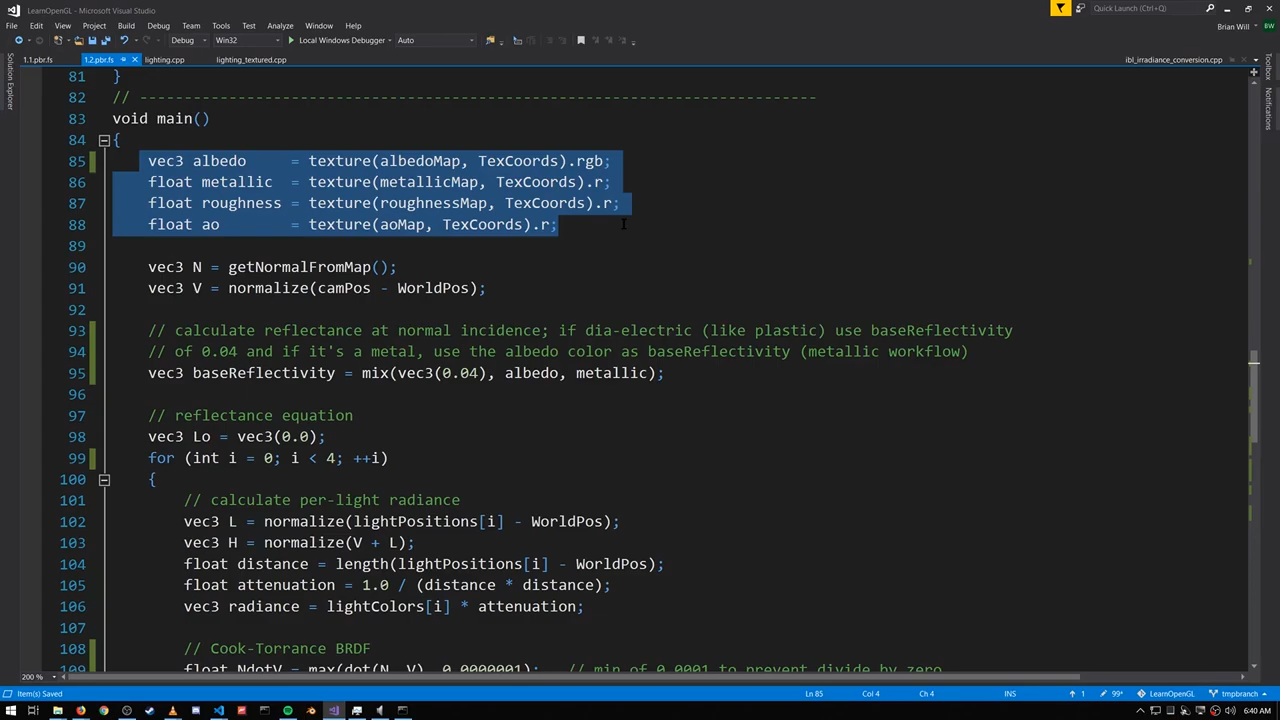 LearnOpenGL - Microsoft Visual Studio
Quick Launch (Ctrl+Q)
File Edit View Project Build Debug Team Tools Test Analyze Window Help
Brian Will BW
Debug Win32 Local Windows Debugger Auto
1.1.pbr.fs 1.2.pbr.fs lighting.cpp lighting_textured.cpp ibl_irradiance_conversion.cpp
Solution Explorer
Toolbox
Notifications
81 }
82 // ----------------------------------------------------------------------------
83 void main()
84 {
85 vec3 albedo = texture(albedoMap, TexCoords).rgb;
86 float metallic = texture(metallicMap, TexCoords).r;
87 float roughness = texture(roughnessMap, TexCoords).r;
88 float ao = texture(aoMap, TexCoords).r;
89
90 vec3 N = getNormalFromMap();
91 vec3 V = normalize(camPos - WorldPos);
92
93 // calculate reflectance at normal incidence; if dia-electric (like plastic) use baseReflectivity
94 // of 0.04 and if it's a metal, use the albedo color as baseReflectivity (metallic workflow)
95 vec3 baseReflectivity = mix(vec3(0.04), albedo, metallic);
96
97 // reflectance equation
98 vec3 Lo = vec3(0.0);
99 for (int i = 0; i < 4; ++i)
100 {
101 // calculate per-light radiance
102 vec3 L = normalize(lightPositions[i] - WorldPos);
103 vec3 H = normalize(V + L);
104 float distance = length(lightPositions[i] - WorldPos);
105 float attenuation = 1.0 / (distance * distance);
106 vec3 radiance = lightColors[i] * attenuation;
107
108 // Cook-Torrance BRDF
109 float NdotV = max(dot(N, V), 0.0000001); // min of 0.0001 to prevent divide by zero
200 %
Item(s) Saved Ln 85 Col 4 Ch 4 INS 1 99* LearnOpenGL tmpbranch
6:40 AM